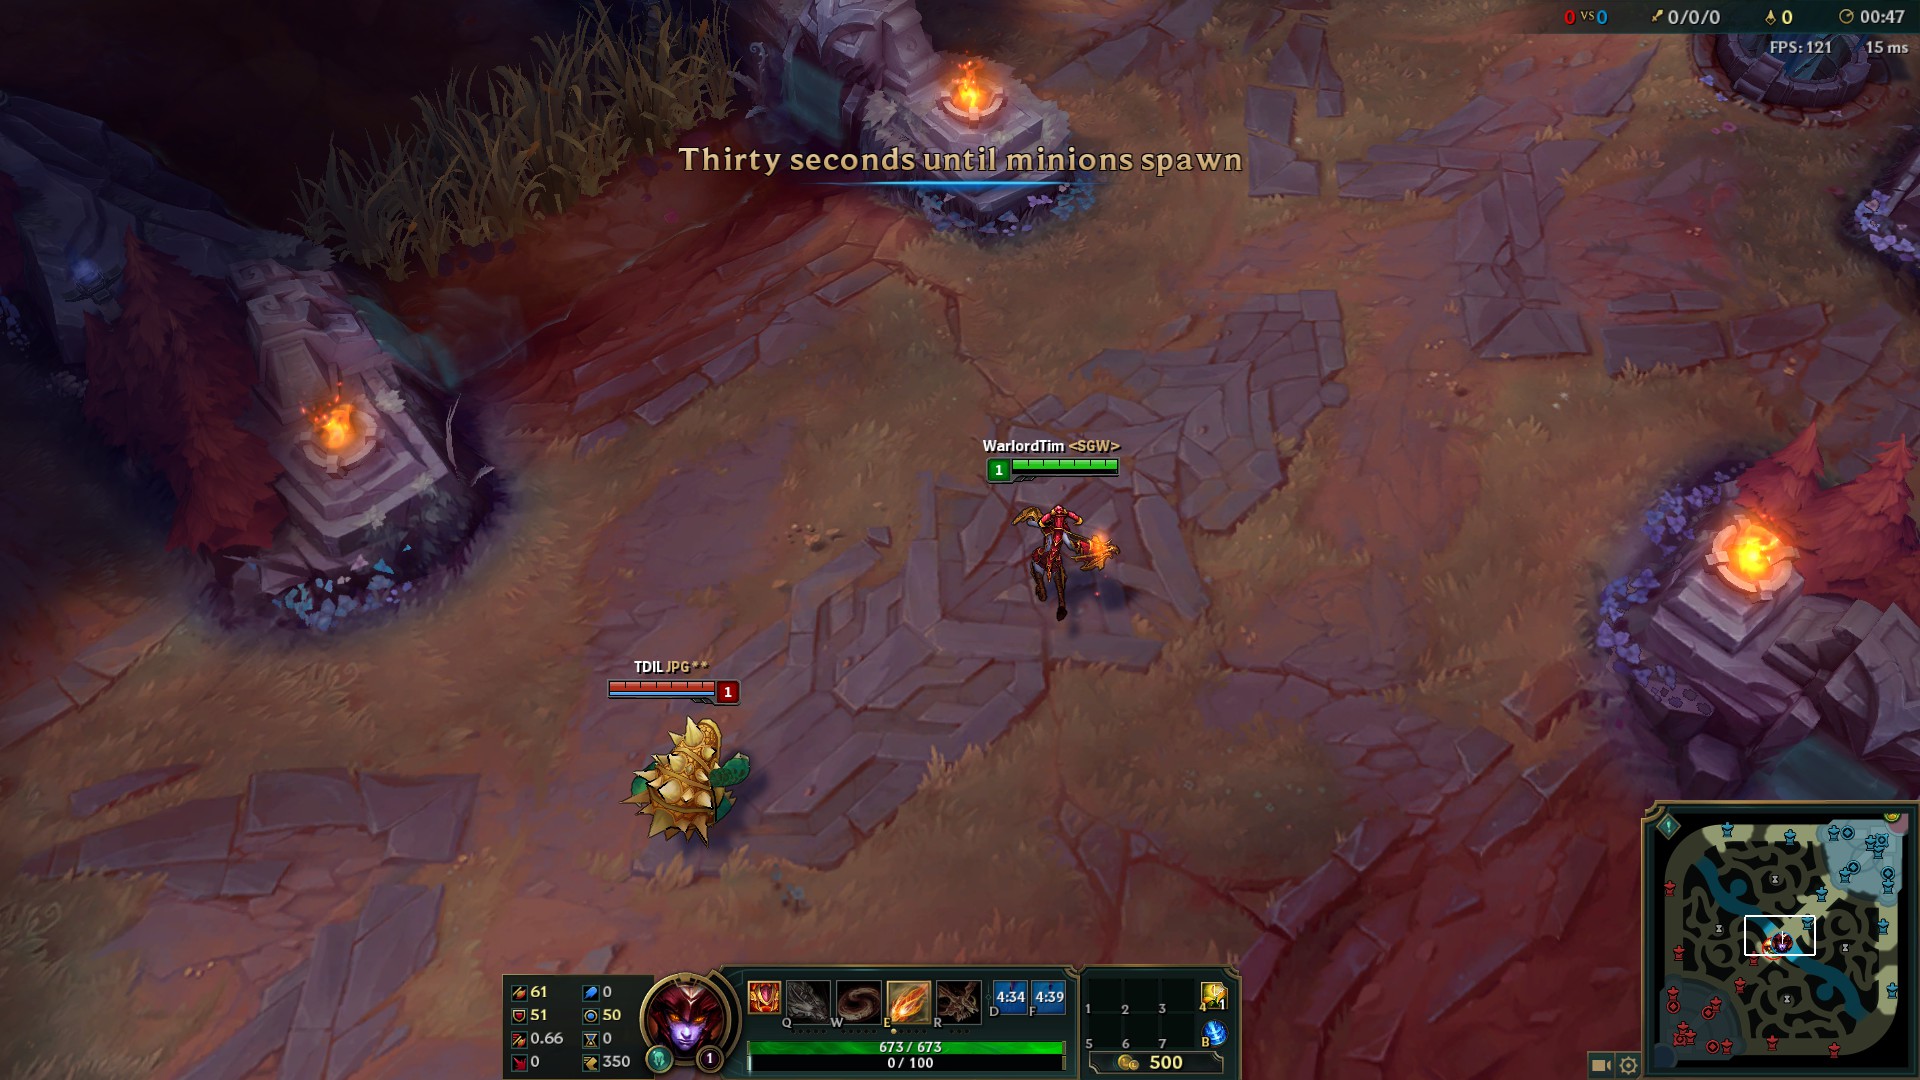 0 VS 0 0/0/0 0 00:47
FPS: 121 15 ms
Thirty seconds until minions spawn
WarlordTim <SGW>
1
TDIL JPG**
1
61 0
51 50
0.66 0
0 350
1
Q W E R
4:34 D 4:39 F
673 / 673
0 / 100
1 2 3 4 1
5 6 7 B
500